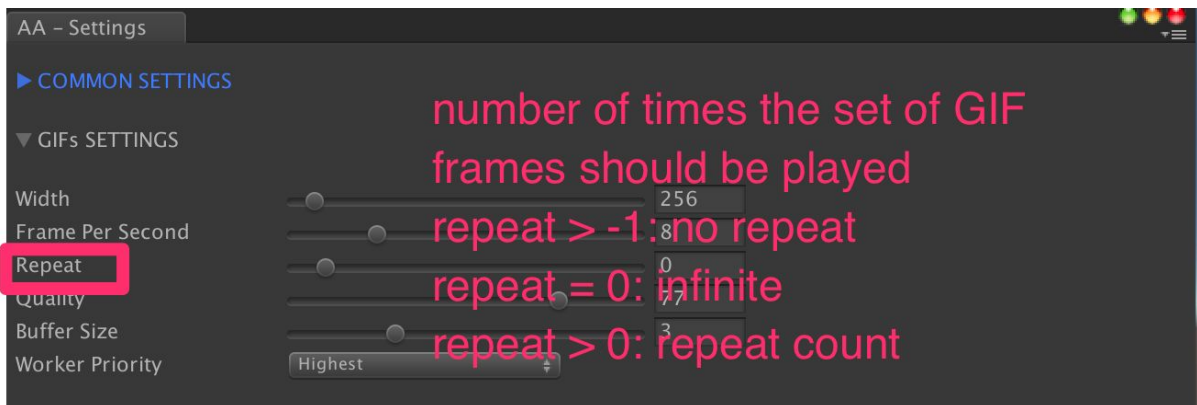 AA – Settings
▶ COMMON SETTINGS
▼ GIFs SETTINGS
number of times the set of GIF
frames should be played
repeat > -1: no repeat
repeat = 0: infinite
repeat > 0: repeat count
Width 256
Frame Per Second 8
Repeat 0
Quality 77
Buffer Size 3
Worker Priority Highest